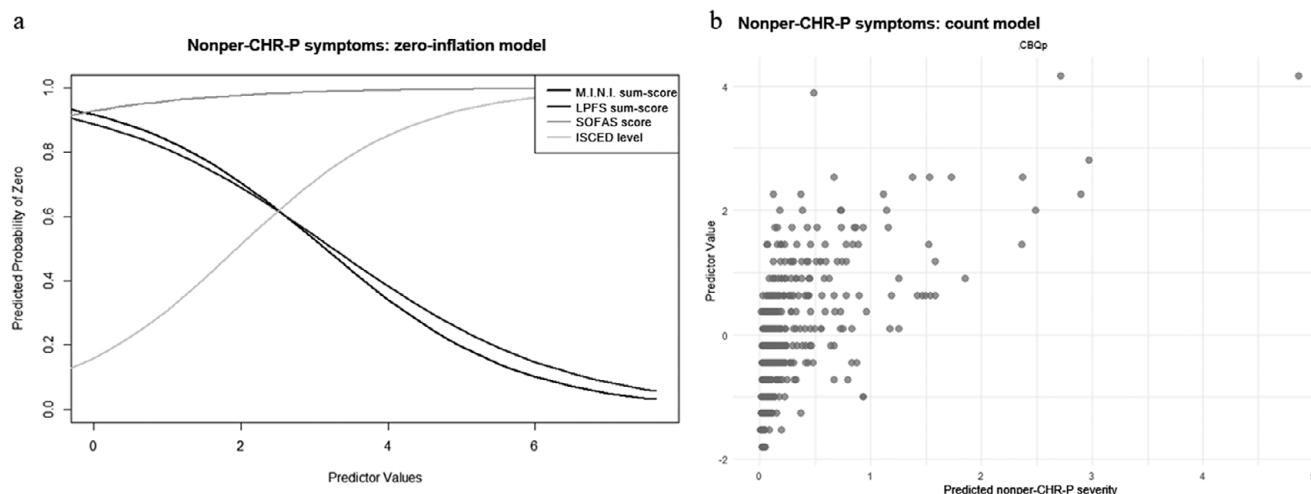 a
Nonper-CHR-P symptoms: zero-inflation model
Predicted Probability of Zero
1.0
0.8
0.6
0.4
0.2
0.0
M.I.N.I. sum-score
LPFS sum-score
SOFAS score
ISCED level
0 2 4 6
Predictor Values
b
Nonper-CHR-P symptoms: count model
CBQp
Predictor Value
4
2
0
-2
0 1 2 3 4
Predicted nonper-CHR-P severity